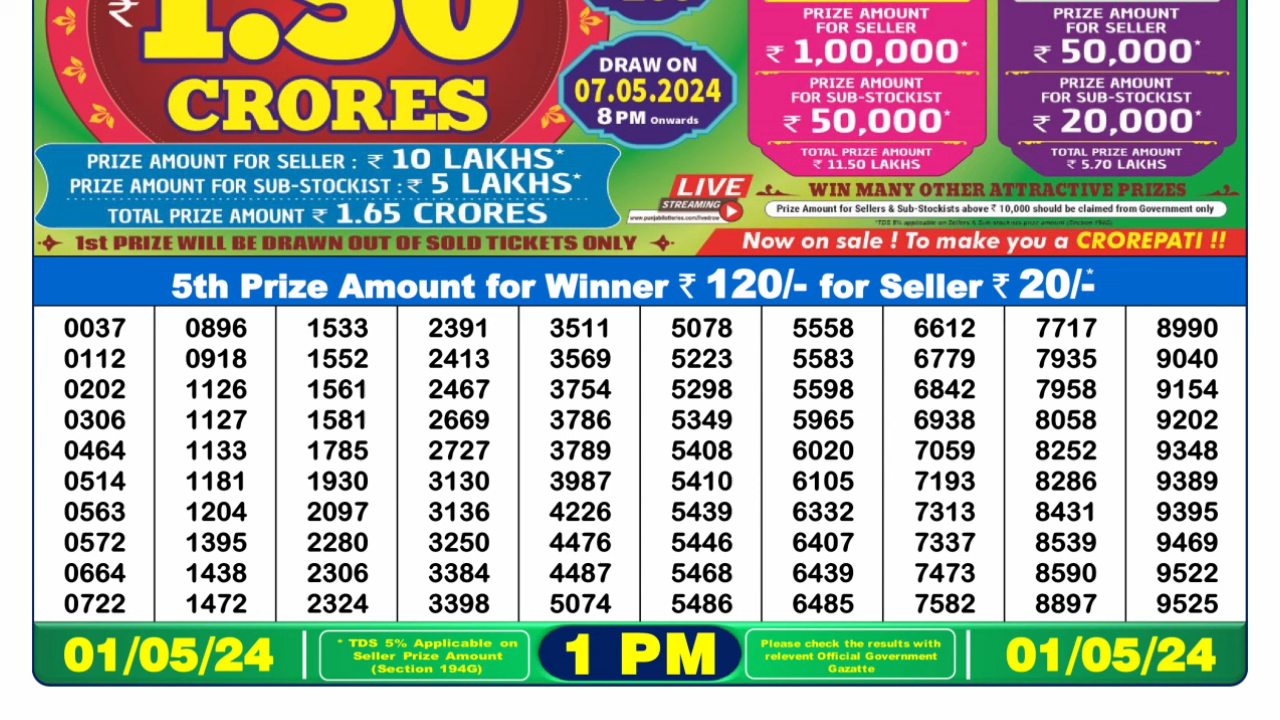 ₹ 1.50
CRORES
DRAW ON
07.05.2024
8 PM Onwards
PRIZE AMOUNT
FOR SELLER
₹ 1,00,000*
PRIZE AMOUNT
FOR SUB-STOCKIST
₹ 50,000*
TOTAL PRIZE AMOUNT
₹ 11.50 LAKHS
PRIZE AMOUNT
FOR SELLER
₹ 50,000*
PRIZE AMOUNT
FOR SUB-STOCKIST
₹ 20,000*
TOTAL PRIZE AMOUNT
₹ 5.70 LAKHS
PRIZE AMOUNT FOR SELLER : ₹ 10 LAKHS*
PRIZE AMOUNT FOR SUB-STOCKIST : ₹ 5 LAKHS*
TOTAL PRIZE AMOUNT ₹ 1.65 CRORES
LIVE
STREAMING
www.punjablotteries.com/livedraw
WIN MANY OTHER ATTRACTIVE PRIZES
Prize Amount for Sellers & Sub-Stockists above ₹ 10,000 should be claimed from Government only
1st PRIZE WILL BE DRAWN OUT OF SOLD TICKETS ONLY
Now on sale ! To make you a CROREPATI !!
5th Prize Amount for Winner ₹ 120/- for Seller ₹ 20/-*
0037 0896 1533 2391 3511 5078 5558 6612 7717 8990
0112 0918 1552 2413 3569 5223 5583 6779 7935 9040
0202 1126 1561 2467 3754 5298 5598 6842 7958 9154
0306 1127 1581 2669 3786 5349 5965 6938 8058 9202
0464 1133 1785 2727 3789 5408 6020 7059 8252 9348
0514 1181 1930 3130 3987 5410 6105 7193 8286 9389
0563 1204 2097 3136 4226 5439 6332 7313 8431 9395
0572 1395 2280 3250 4476 5446 6407 7337 8539 9469
0664 1438 2306 3384 4487 5468 6439 7473 8590 9522
0722 1472 2324 3398 5074 5486 6485 7582 8897 9525
01/05/24
* TDS 5% Applicable on
Seller Prize Amount
(Section 194G)
1 PM
Please check the results with
relevent Official Government
Gazatte
01/05/24